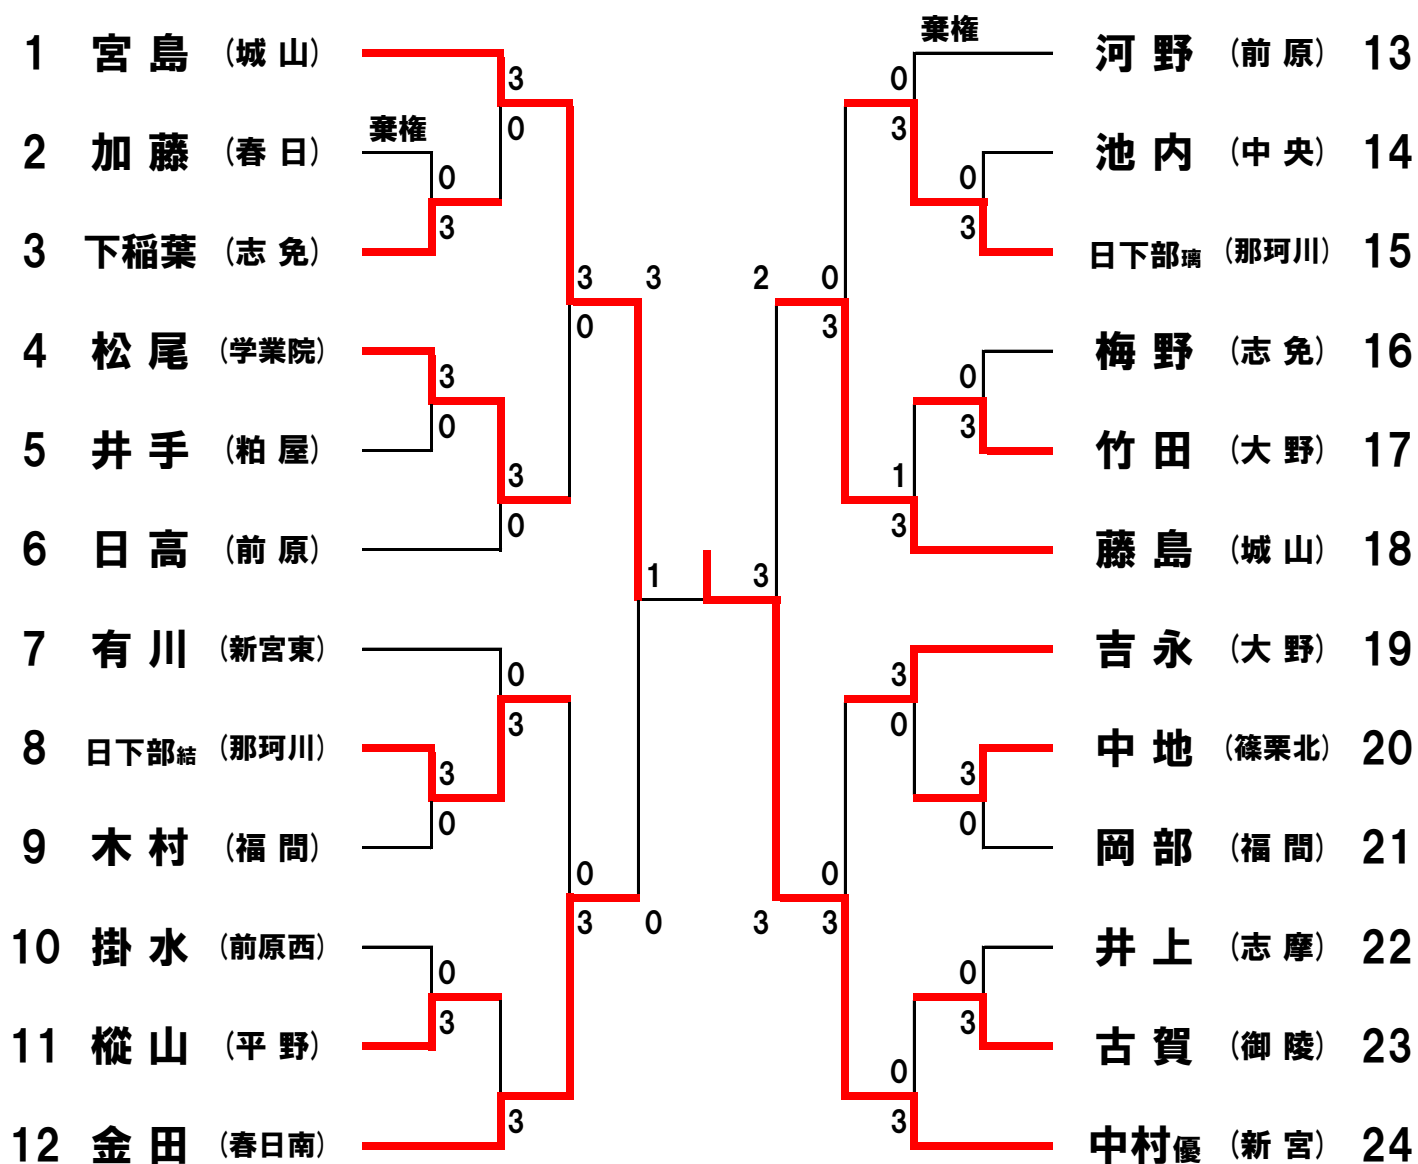 1 宮島 (城山)
2 加藤 (春日)
3 下稲葉 (志免)
4 松尾 (学業院)
5 井手 (粕屋)
6 日高 (前原)
7 有川 (新宮東)
8 日下部結 (那珂川)
9 木村 (福間)
10 掛水 (前原西)
11 樅山 (平野)
12 金田 (春日南)
棄権
3
0
0
3
3
0
3
0
3
0
0
3
3
0
0
3
3
0
3
3
0
1
3
2
3
棄権
0
3
0
3
0
3
0
3
1
3
3
0
3
0
0
3
0
3
0
3
河野 (前原) 13
池内 (中央) 14
日下部璃 (那珂川) 15
梅野 (志免) 16
竹田 (大野) 17
藤島 (城山) 18
吉永 (大野) 19
中地 (篠栗北) 20
岡部 (福間) 21
井上 (志摩) 22
古賀 (御陵) 23
中村優 (新宮) 24